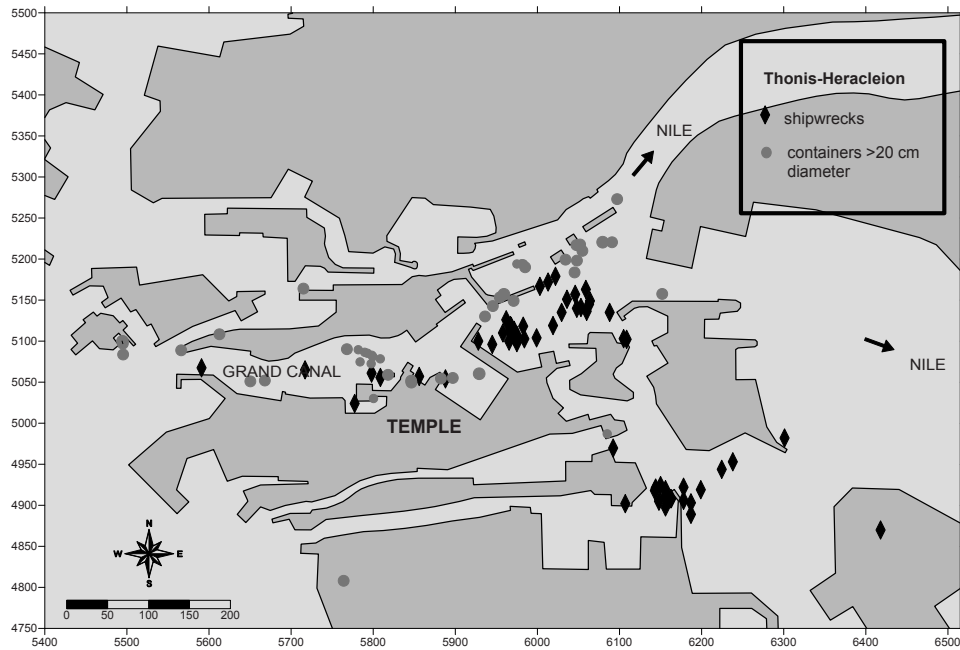 5500
5450
5400
5350
5300
5250
5200
5150
5100
5050
5000
4950
4900
4850
4800
4750
Thonis-Heracleion
shipwrecks
containers >20 cm
diameter
NILE
NILE
GRAND CANAL
TEMPLE
N
W E
S
0 50 100 150 200
5400 5500 5600 5700 5800 5900 6000 6100 6200 6300 6400 6500